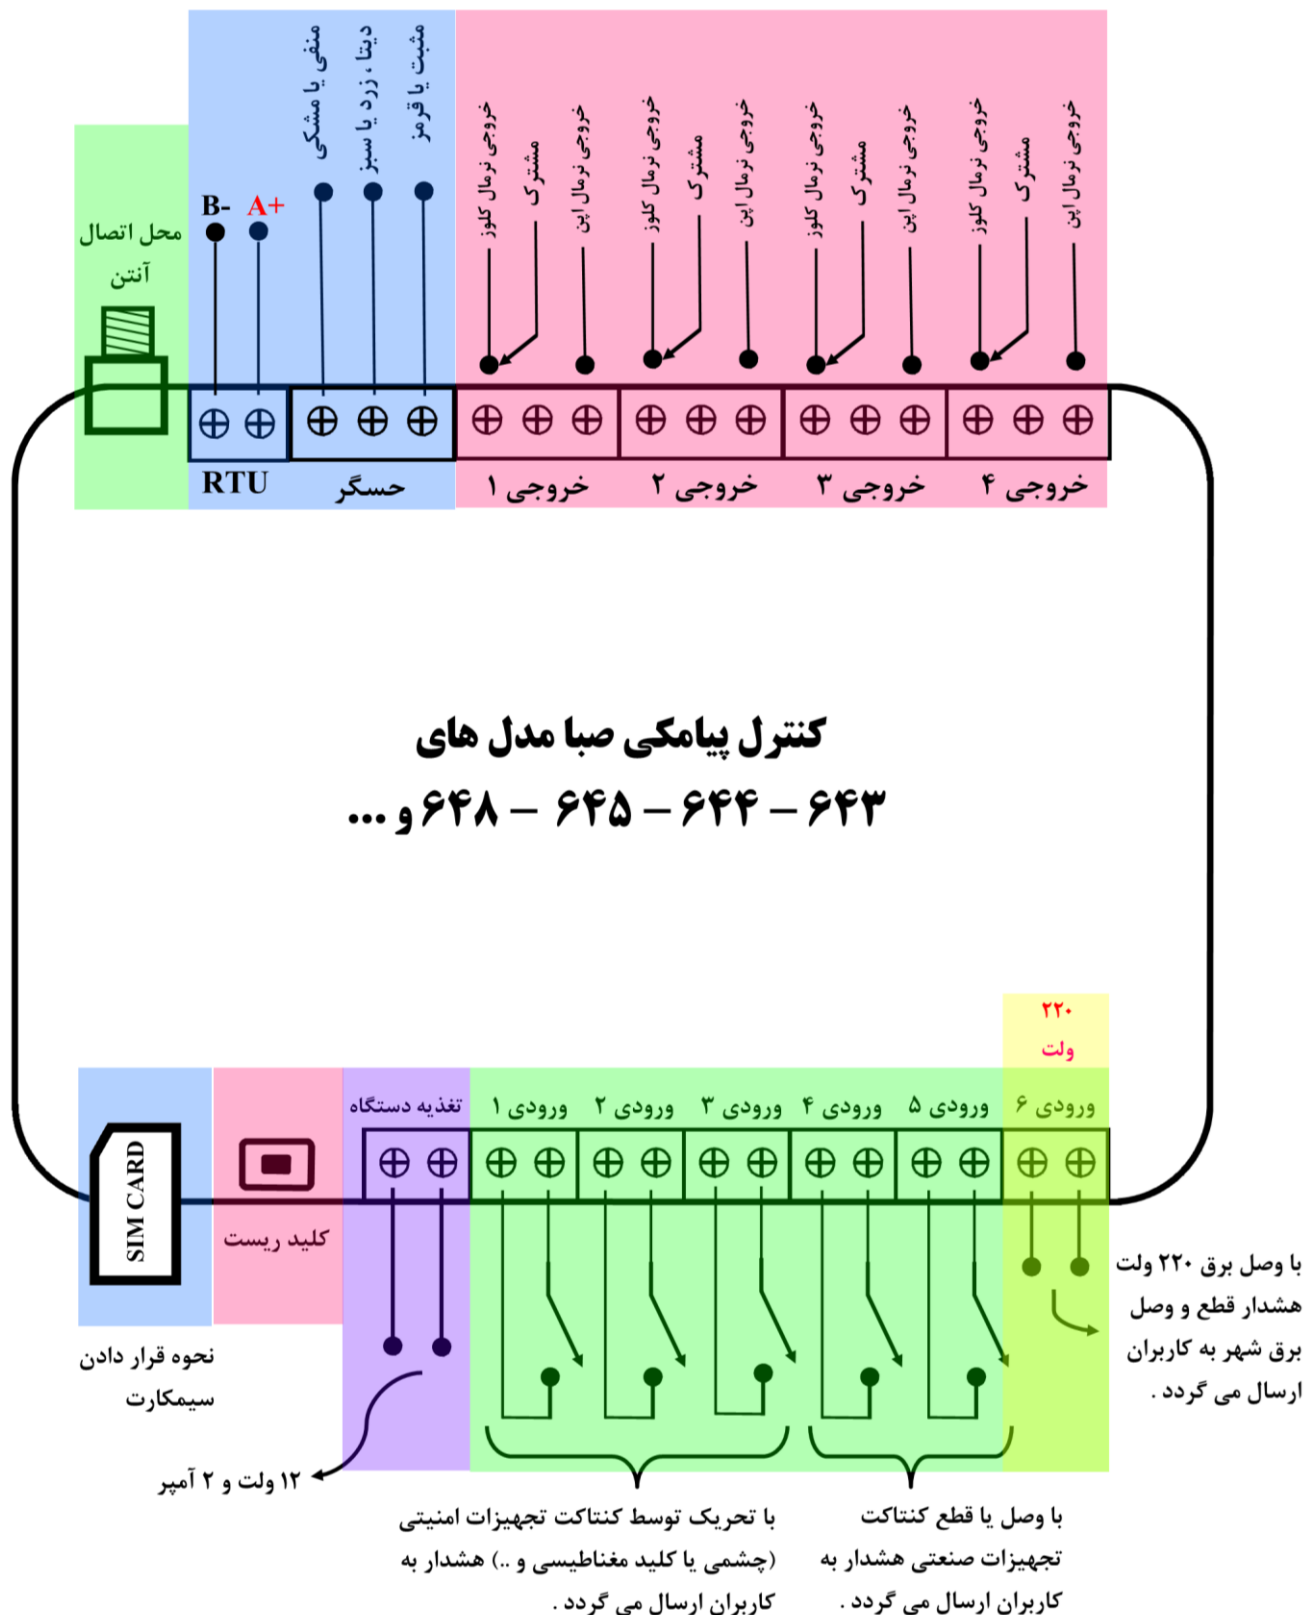 محل اتصال
آنتن
B-
A+
منفی یا مشکی
دیتا ، زرد یا سبز
مثبت یا قرمز
خروجی نرمال کلوز
مشترک
خروجی نرمال اپن
خروجی نرمال کلوز
مشترک
خروجی نرمال اپن
خروجی نرمال کلوز
مشترک
خروجی نرمال اپن
خروجی نرمال کلوز
مشترک
خروجی نرمال اپن
RTU
حسگر
خروجی ۱
خروجی ۲
خروجی ۳
خروجی ۴
کنترل پیامکی صبا مدل های
۶۴۳ – ۶۴۴ – ۶۴۵ – ۶۴۸ و ...
۲۲۰
ولت
تغذیه دستگاه
ورودی ۱
ورودی ۲
ورودی ۳
ورودی ۴
ورودی ۵
ورودی ۶
SIM CARD
کلید ریست
نحوه قرار دادن
سیمکارت
۱۲ ولت و ۲ آمپر
با تحریک توسط کنتاکت تجهیزات امنیتی
(چشمی یا کلید مغناطیسی و ..) هشدار به
کاربران ارسال می گردد .
با وصل یا قطع کنتاکت
تجهیزات صنعتی هشدار به
کاربران ارسال می گردد .
با وصل برق ۲۲۰ ولت
هشدار قطع و وصل
برق شهر به کاربران
ارسال می گردد .